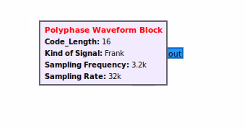 Polyphase Waveform Block
Code_Length: 16
Kind of Signal: Frank
out
Sampling Frequency: 3.2k
Sampling Rate: 32k